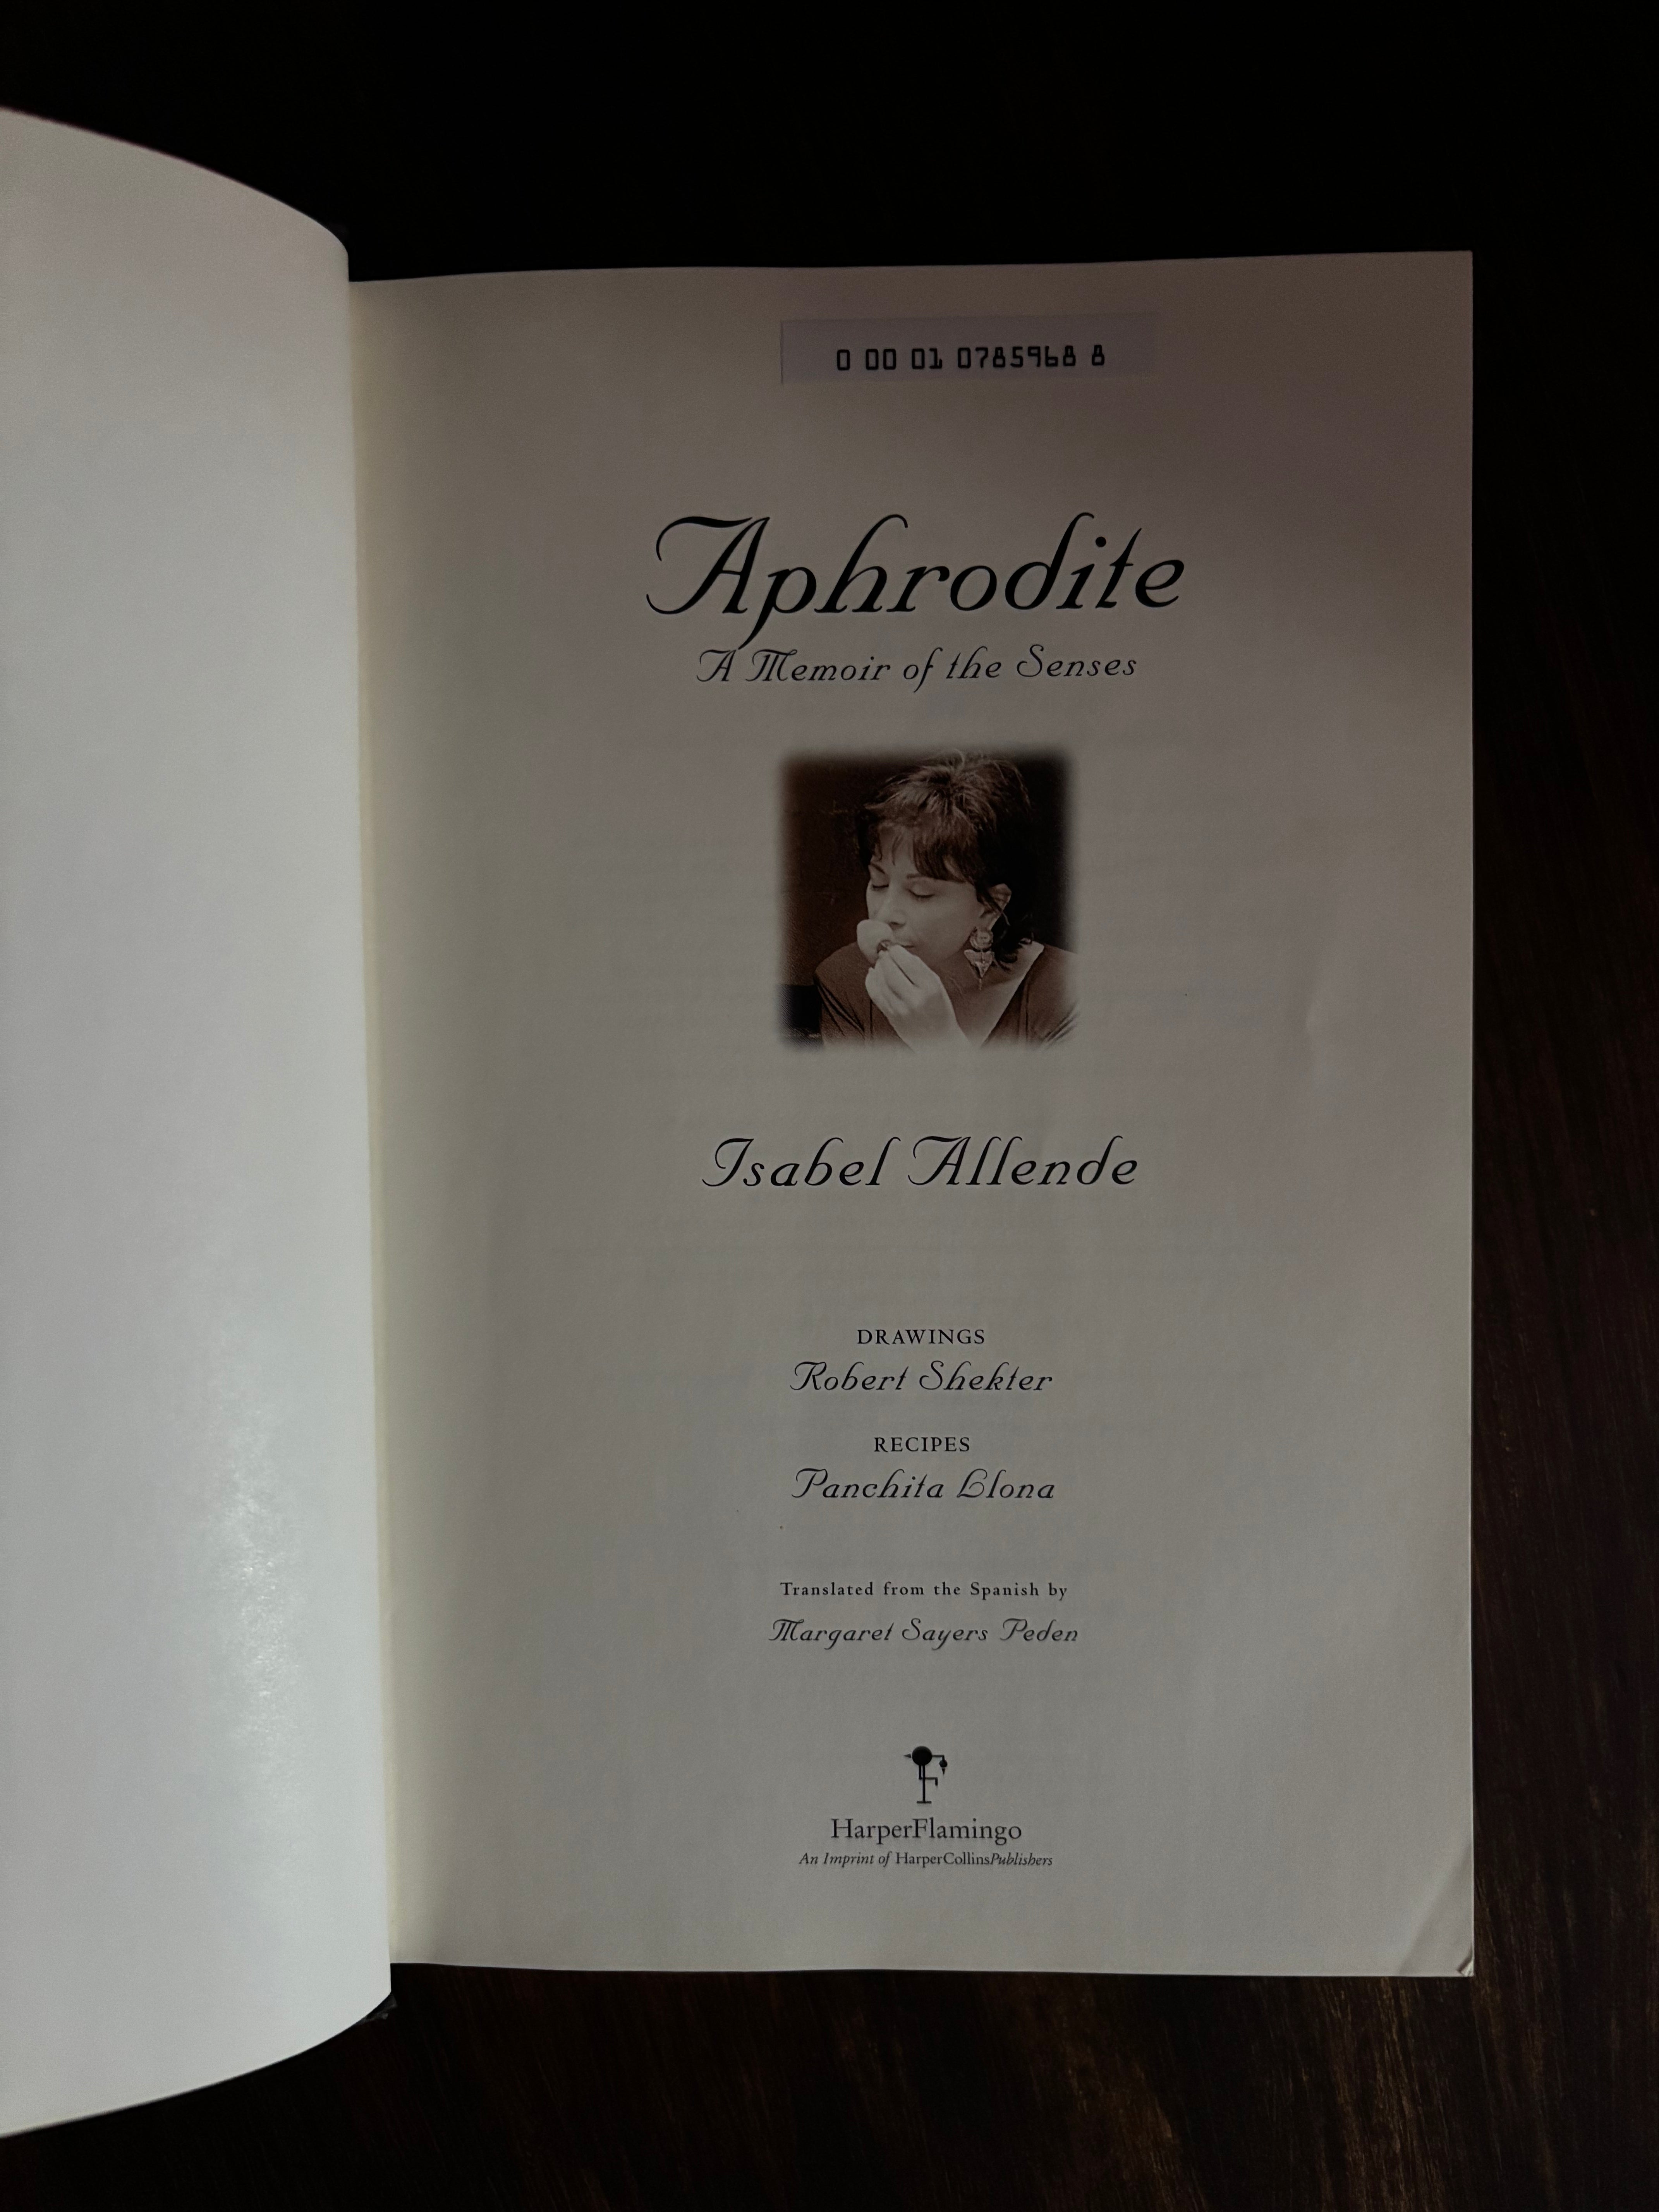 0 00 01 0785968 8
Aphrodite
A Memoir of the Senses
Isabel Allende
DRAWINGS
Robert Shekter
RECIPES
Panchita Llona
Translated from the Spanish by
Margaret Sayers Peden
HarperFlamingo
An Imprint of HarperCollinsPublishers